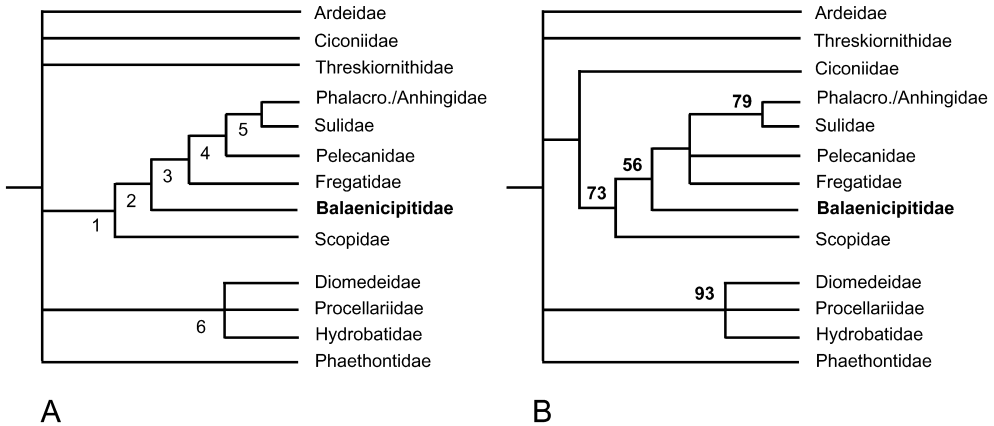 Ardeidae
Ciconiidae
Threskiornithidae
Phalacro./Anhingidae
5
Sulidae
4
Pelecanidae
3
Fregatidae
2
Balaenicipitidae
1
Scopidae
Diomedeidae
Procellariidae
6
Hydrobatidae
Phaethontidae
A
Ardeidae
Threskiornithidae
Ciconiidae
79
Phalacro./Anhingidae
Sulidae
Pelecanidae
56
Fregatidae
73
Balaenicipitidae
Scopidae
Diomedeidae
93
Procellariidae
Hydrobatidae
Phaethontidae
B